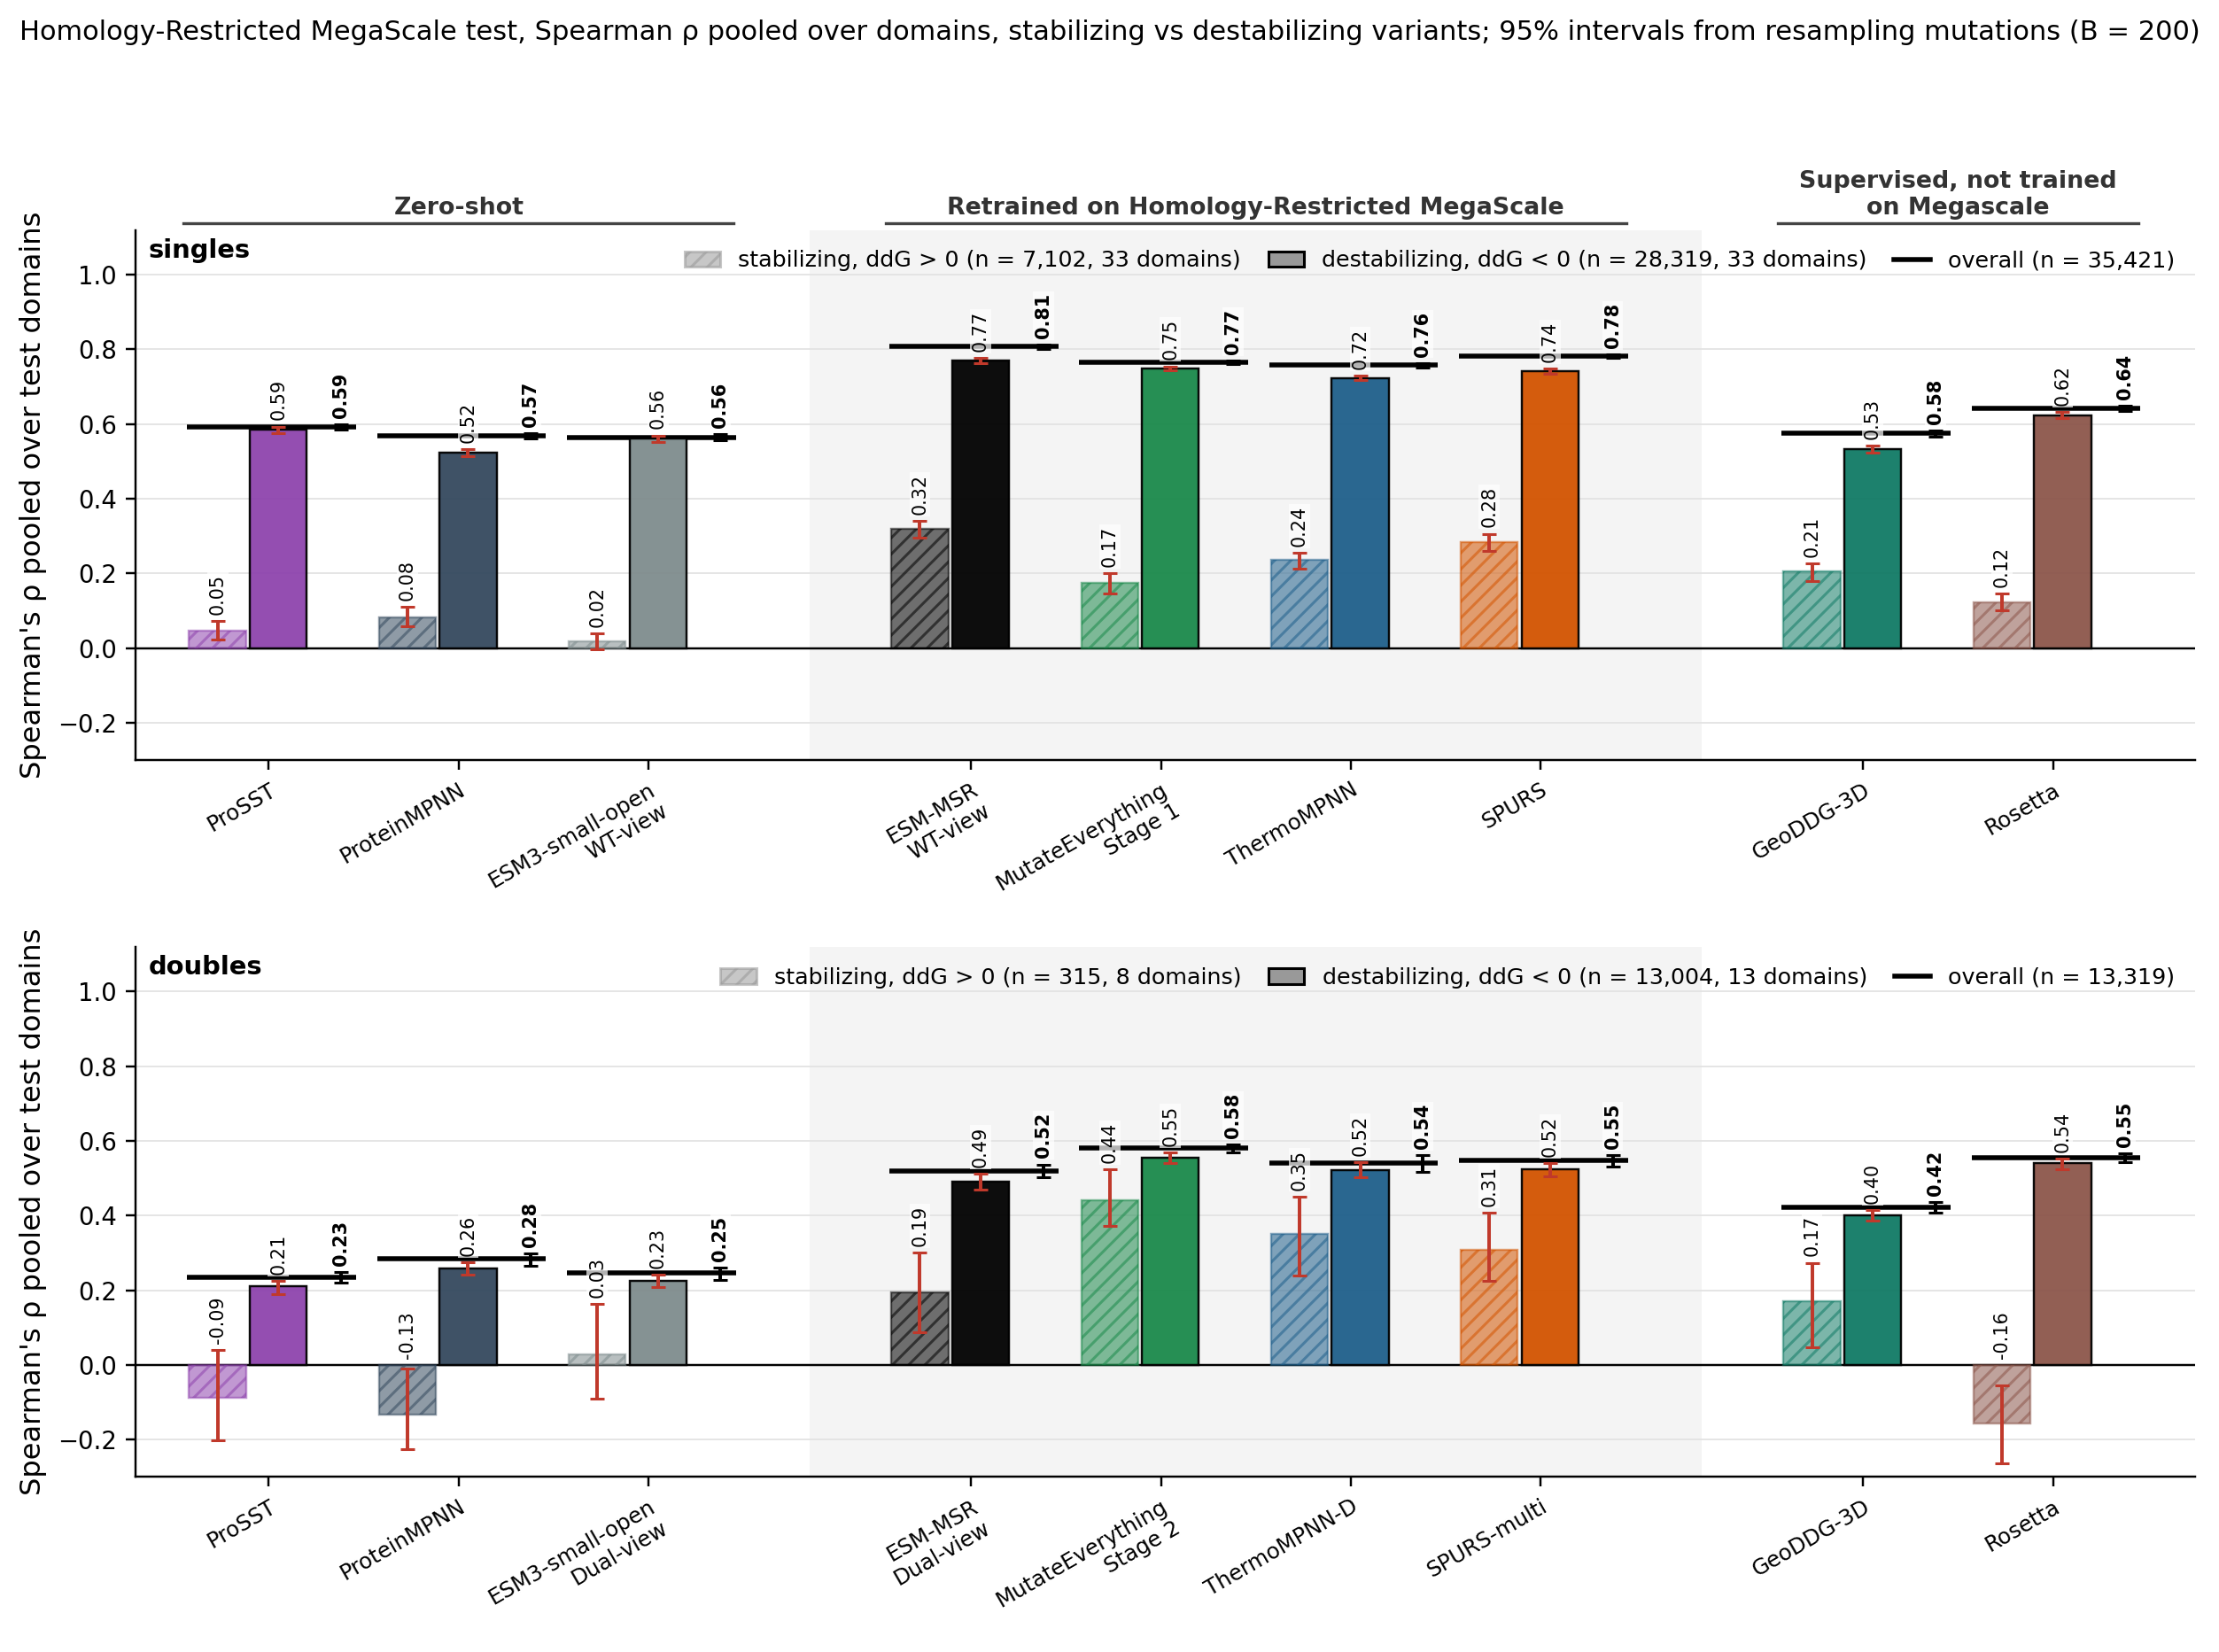 Homology-Restricted MegaScale test, Spearman ρ pooled over domains, stabilizing vs destabilizing variants; 95% intervals from resampling mutations (B = 200)
Zero-shot
Retrained on Homology-Restricted MegaScale
Supervised, not trained
on Megascale
Spearman's ρ pooled over test domains
singles
stabilizing, ddG > 0 (n = 7,102, 33 domains)
destabilizing, ddG < 0 (n = 28,319, 33 domains)
overall (n = 35,421)
1.0
0.8
0.6
0.4
0.2
0.0
−0.2
0.05
0.59
0.59
0.08
0.52
0.57
0.02
0.56
0.56
0.32
0.77
0.81
0.17
0.75
0.77
0.24
0.72
0.76
0.28
0.74
0.78
0.21
0.53
0.58
0.12
0.62
0.64
ProSST
ProteinMPNN
ESM3-small-open
WT-view
ESM-MSR
WT-view
MutateEverything
Stage 1
ThermoMPNN
SPURS
GeoDDG-3D
Rosetta
Spearman's ρ pooled over test domains
doubles
stabilizing, ddG > 0 (n = 315, 8 domains)
destabilizing, ddG < 0 (n = 13,004, 13 domains)
overall (n = 13,319)
1.0
0.8
0.6
0.4
0.2
0.0
−0.2
-0.09
0.21
0.23
-0.13
0.26
0.28
0.03
0.23
0.25
0.19
0.49
0.52
0.44
0.55
0.58
0.35
0.52
0.54
0.31
0.52
0.55
0.17
0.40
0.42
-0.16
0.54
0.55
ProSST
ProteinMPNN
ESM3-small-open
Dual-view
ESM-MSR
Dual-view
MutateEverything
Stage 2
ThermoMPNN-D
SPURS-multi
GeoDDG-3D
Rosetta